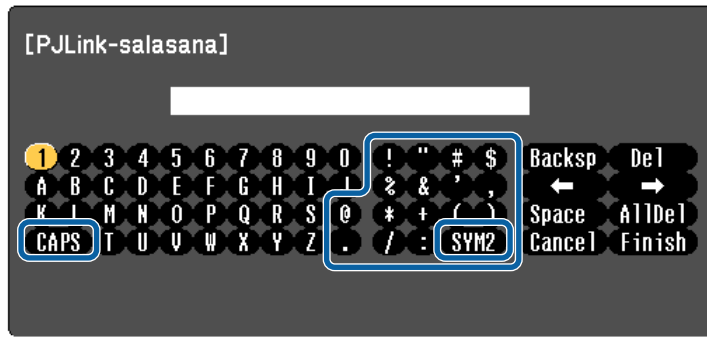 [PJLink-salasana]
1 2 3 4 5 6 7 8 9 0 ! " # $ Backsp Del
A B C D E F G H I J % & ' , ← →
K L M N O P Q R S @ * + ( ) Space AllDel
CAPS T U V W X Y Z . / : SYM2 Cancel Finish